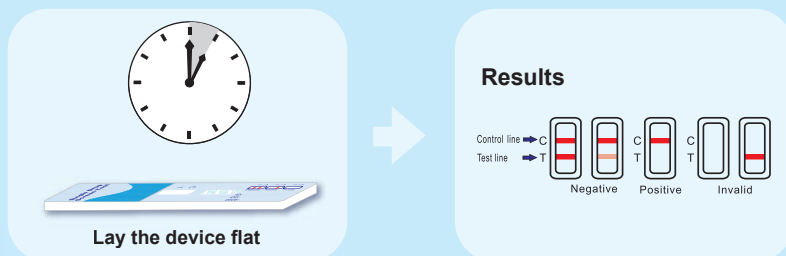 Lay the device flat
Results
Control line C
Test line T
C
T
C
T
Negative
Positive
Invalid